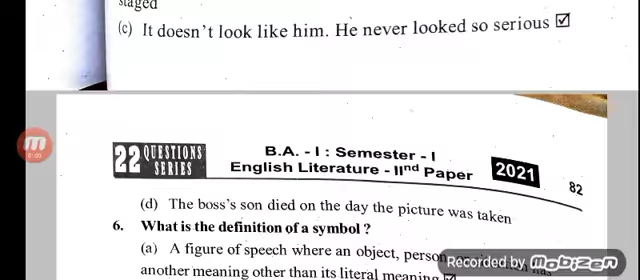 staged
(c) It doesn't look like him. He never looked so serious ☑
22 QUESTIONS SERIES
B.A. - I : Semester - I
English Literature - IInd Paper
2021
82
(d) The boss's son died on the day the picture was taken
6. What is the definition of a symbol ?
(a) A figure of speech where an object, person
has
another meaning other than its literal meaning ☑
Recorded by Mobizen